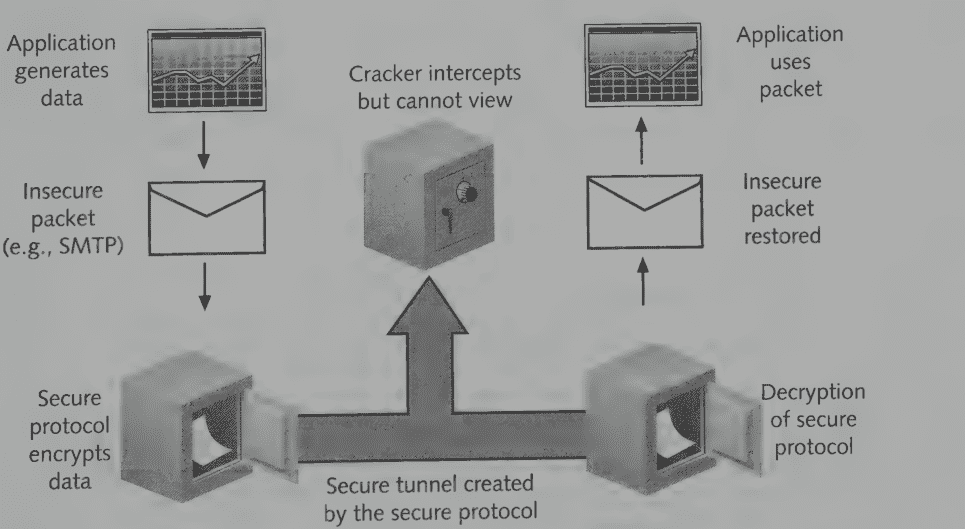 Application
generates
data
Insecure
packet
(e.g., SMTP)
Secure
protocol
encrypts
data
Cracker intercepts
but cannot view
Secure tunnel created
by the secure protocol
Application
uses
packet
Insecure
packet
restored
Decryption
of secure
protocol